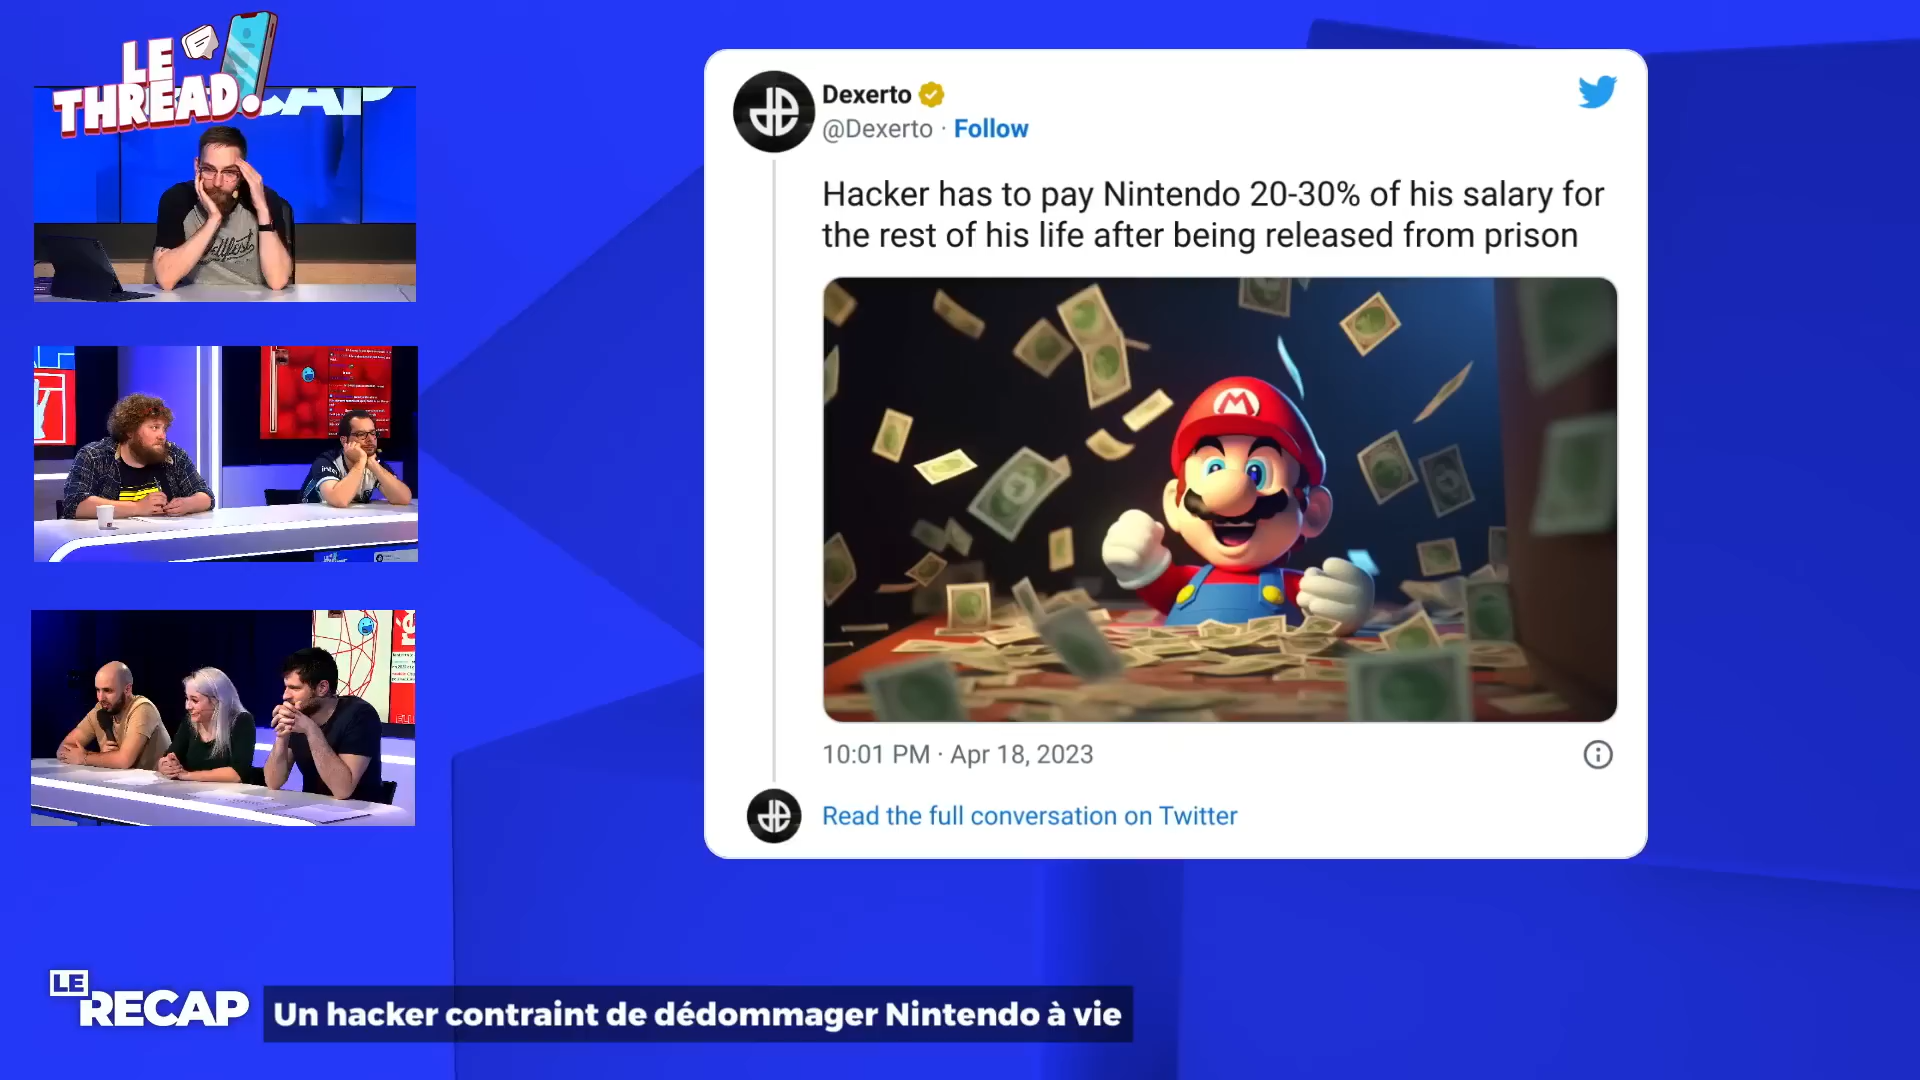 LE
THREAD!
CAP
Dexerto
@Dexerto · Follow
Hacker has to pay Nintendo 20-30% of his salary for
the rest of his life after being released from prison
M
10:01 PM · Apr 18, 2023
Read the full conversation on Twitter
LE
RECAP
Un hacker contraint de dédommager Nintendo à vie